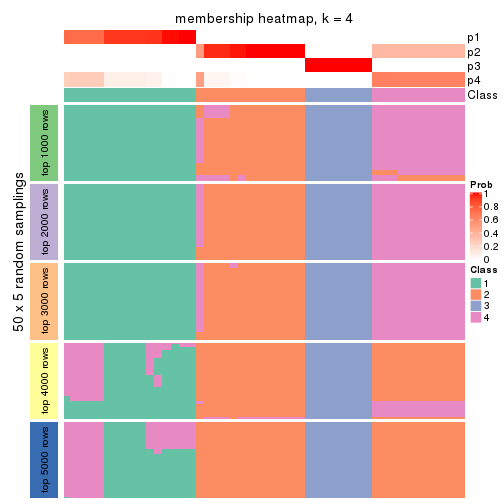 membership heatmap, k = 4
p1
p2
p3
p4
Class
50 x 5 random samplings
top 1000 rows
top 2000 rows
top 3000 rows
top 4000 rows
top 5000 rows
Prob
1
0.8
0.6
0.4
0.2
0
Class
1
2
3
4